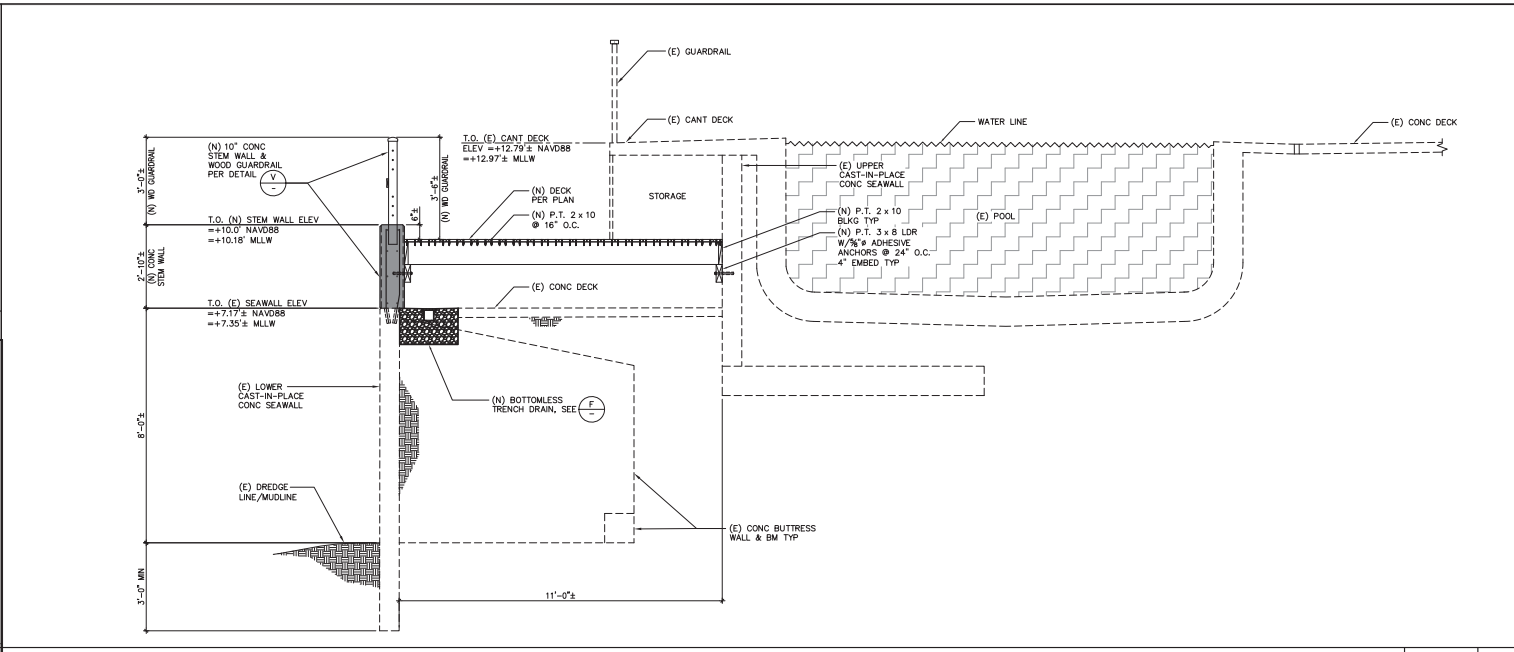 (E) GUARDRAIL
(E) CANT DECK
WATER LINE
(E) CONC DECK
T.O. (E) CANT DECK
ELEV =+12.79'± NAVD88
=+12.97'± MLLW
(N) 10" CONC
STEM WALL &
WOOD GUARDRAIL
PER DETAIL
V
-
3'-0"±
(N) WD GUARDRAIL
3'-6"±
(N) WD GUARDRAIL
6"±
(E) UPPER
CAST-IN-PLACE
CONC SEAWALL
STORAGE
(N) DECK
PER PLAN
(N) P.T. 2 x 10
@ 16" O.C.
(N) P.T. 2 x 10
BLKG TYP
(N) P.T. 3 x 8 LDR
W/⅝"ø ADHESIVE
ANCHORS @ 24" O.C.
4" EMBED TYP
(E) POOL
T.O. (N) STEM WALL ELEV
=+10.0' NAVD88
=+10.18' MLLW
2'-10"±
(N) CONC
STEM WALL
(E) CONC DECK
T.O. (E) SEAWALL ELEV
=+7.17'± NAVD88
=+7.35'± MLLW
(E) LOWER
CAST-IN-PLACE
CONC SEAWALL
(N) BOTTOMLESS
TRENCH DRAIN, SEE
F
-
8'-0"±
(E) DREDGE
LINE/MUDLINE
(E) CONC BUTTRESS
WALL & BM TYP
3'-0" MIN
11'-0"±